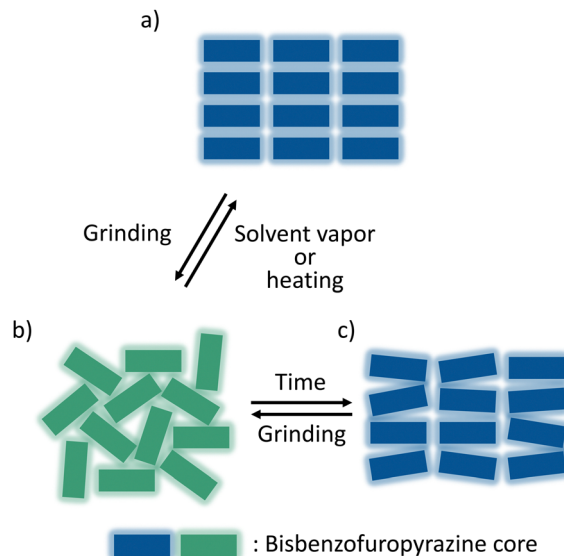 a)
Grinding
Solvent vapor
or
heating
b)
c)
Time
Grinding
: Bisbenzofuropyrazine core